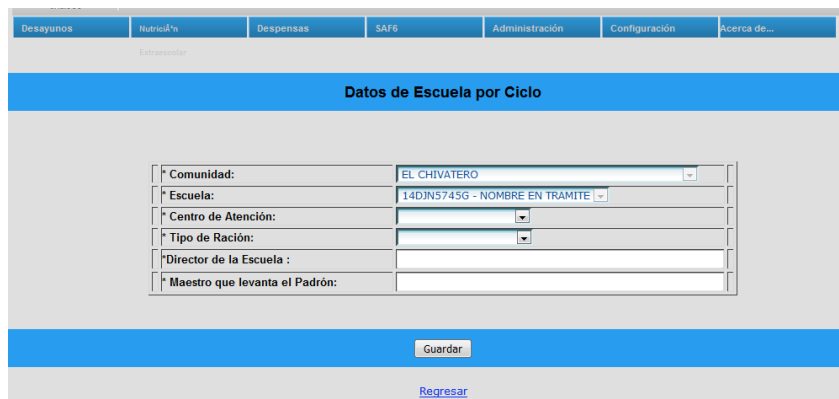 Desayunos NutriciÃ³n Despensas SAF6 Administración Configuración Acerca de...
Extraescolar
Datos de Escuela por Ciclo
* Comunidad: EL CHIVATERO
* Escuela: 14DJN5745G - NOMBRE EN TRAMITE
* Centro de Atención:
* Tipo de Ración:
*Director de la Escuela :
* Maestro que levanta el Padrón:
Guardar
Regresar